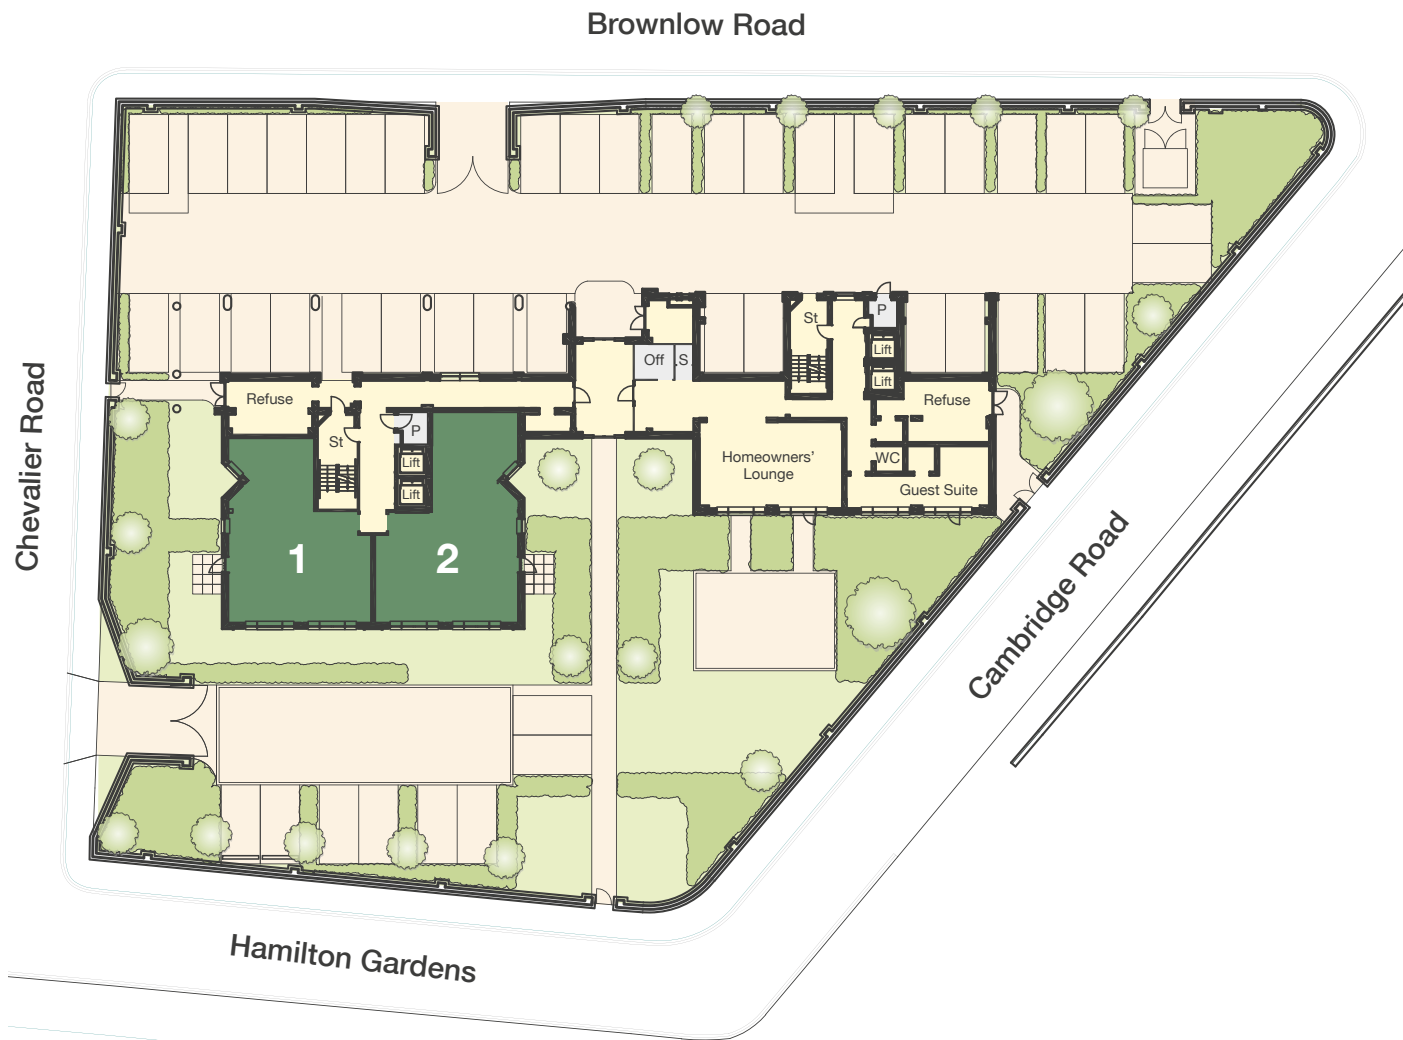 Brownlow Road
St
P
Lift
Off
.S.
Lift
Chevalier Road
Refuse
Refuse
P
St
Lift
Homeowners'
Lounge
WC
Guest Suite
Lift
1
2
Cambridge Road
Hamilton Gardens